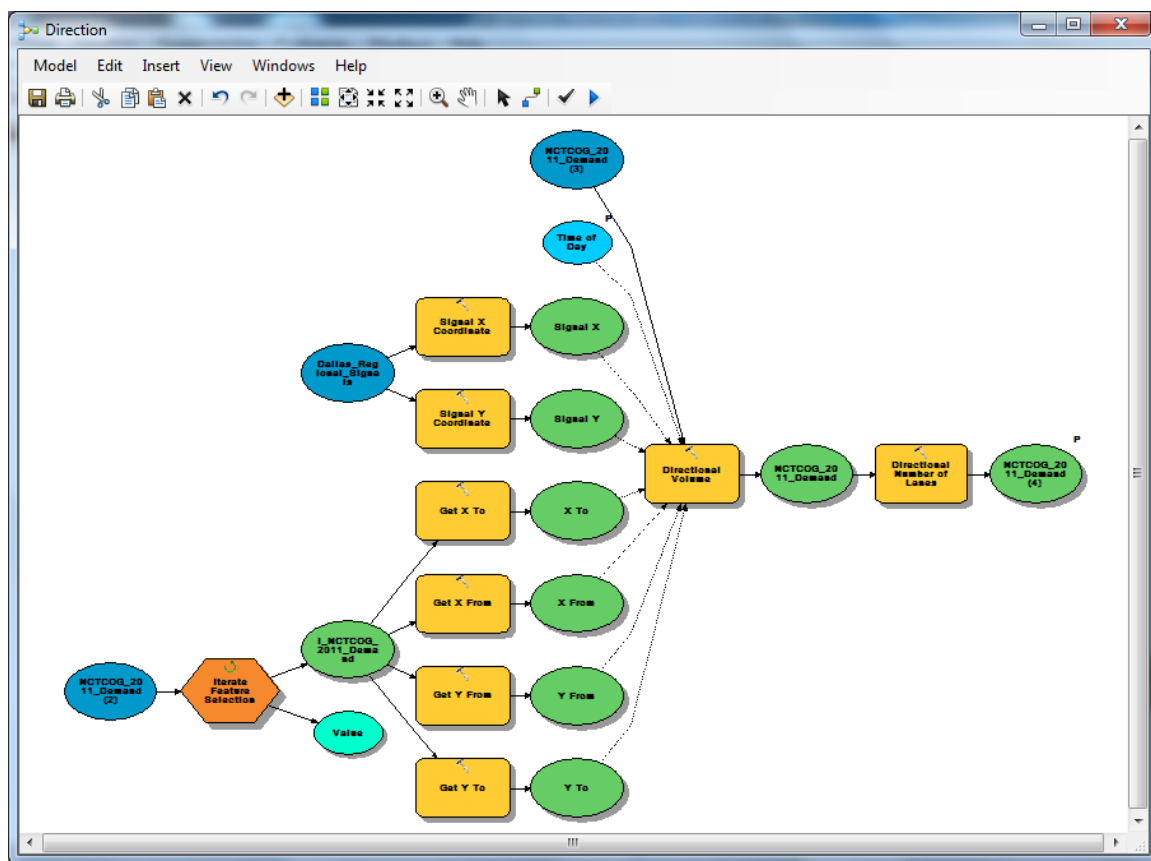 Direction
Model Edit Insert View Windows Help
NCTCOG_20
11_Demand
(3)
P
Time of
Day
Signal X
Coordinate
Signal X
Dallas_Reg
ional_Signa
ls
Signal Y
Coordinate
Signal Y
P
Directional
Volume
NCTCOG_20
11_Demand
Directional
Number of
Lanes
NCTCOG_20
11_Demand
(4)
Get X To
X To
Get X From
X From
I_NCTCOG_
2011_Dema
nd
NCTCOG_20
11_Demand
(2)
Iterate
Feature
Selection
Get Y From
Y From
Value
Get Y To
Y To